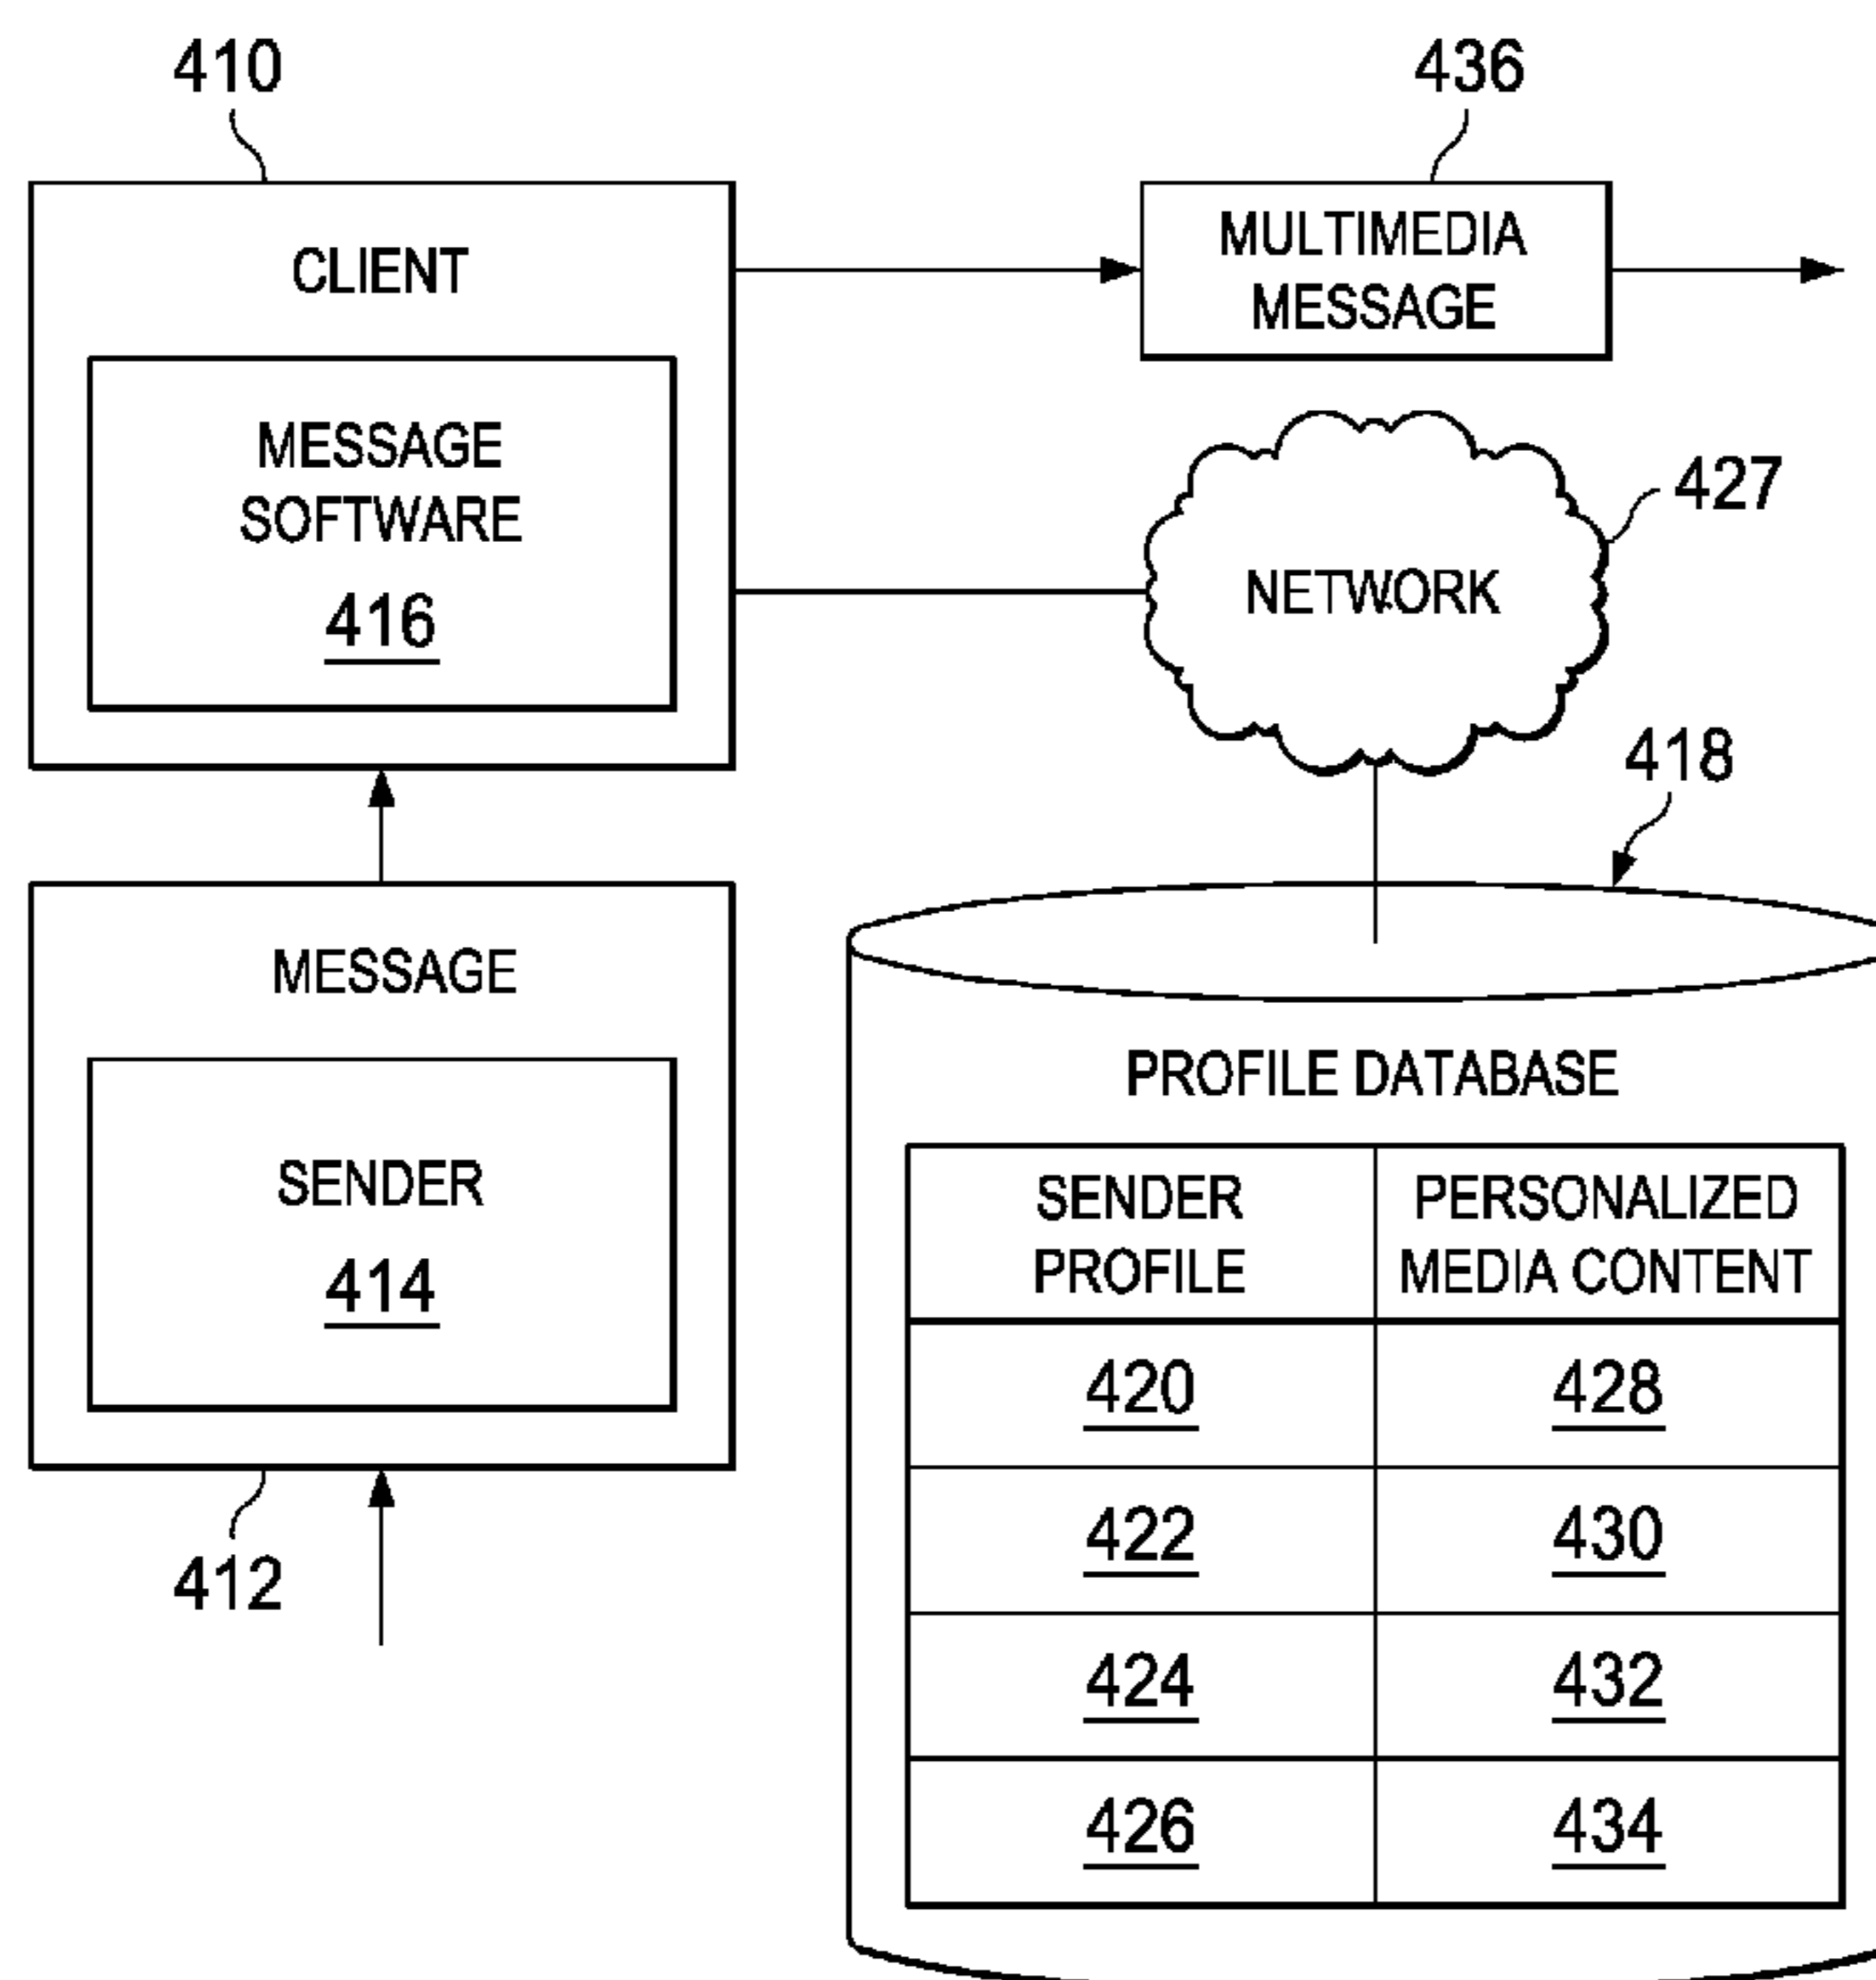 410
436
CLIENT
MULTIMEDIA
MESSAGE
MESSAGE
SOFTWARE
416
NETWORK
427
418
MESSAGE
SENDER
414
412
PROFILE DATABASE
SENDER
PROFILE
PERSONALIZED
MEDIA CONTENT
420
428
422
430
424
432
426
434